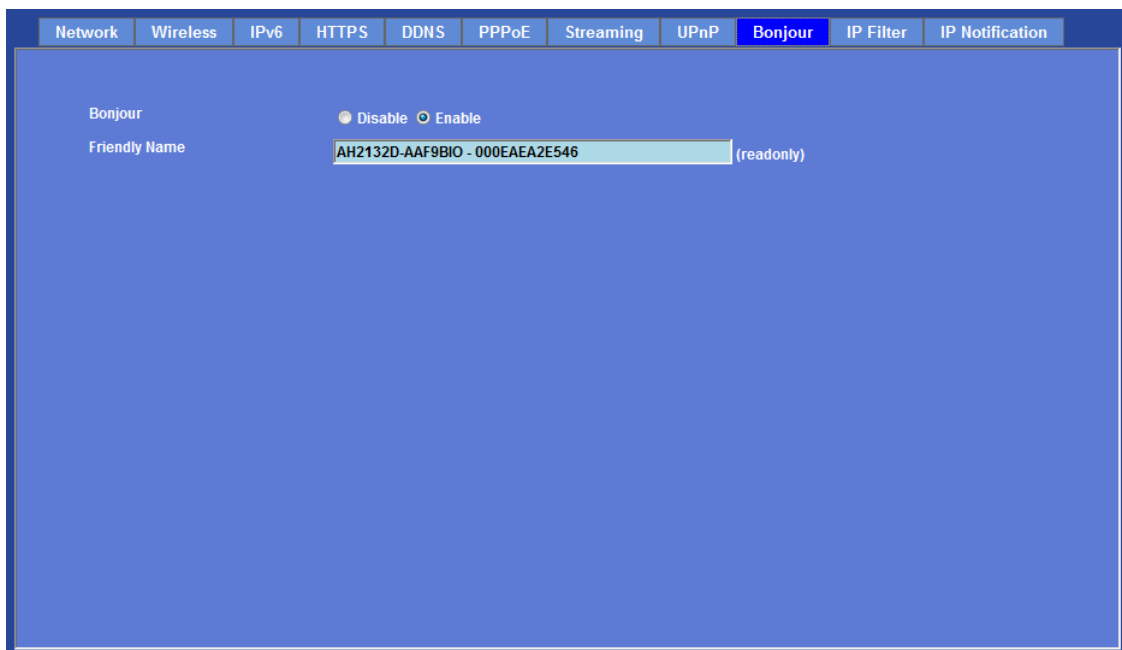 Network Wireless IPv6 HTTPS DDNS PPPoE Streaming UPnP Bonjour IP Filter IP Notification
Bonjour Disable Enable
Friendly Name AH2132D-AAF9BIO - 000EAEA2E546 (readonly)